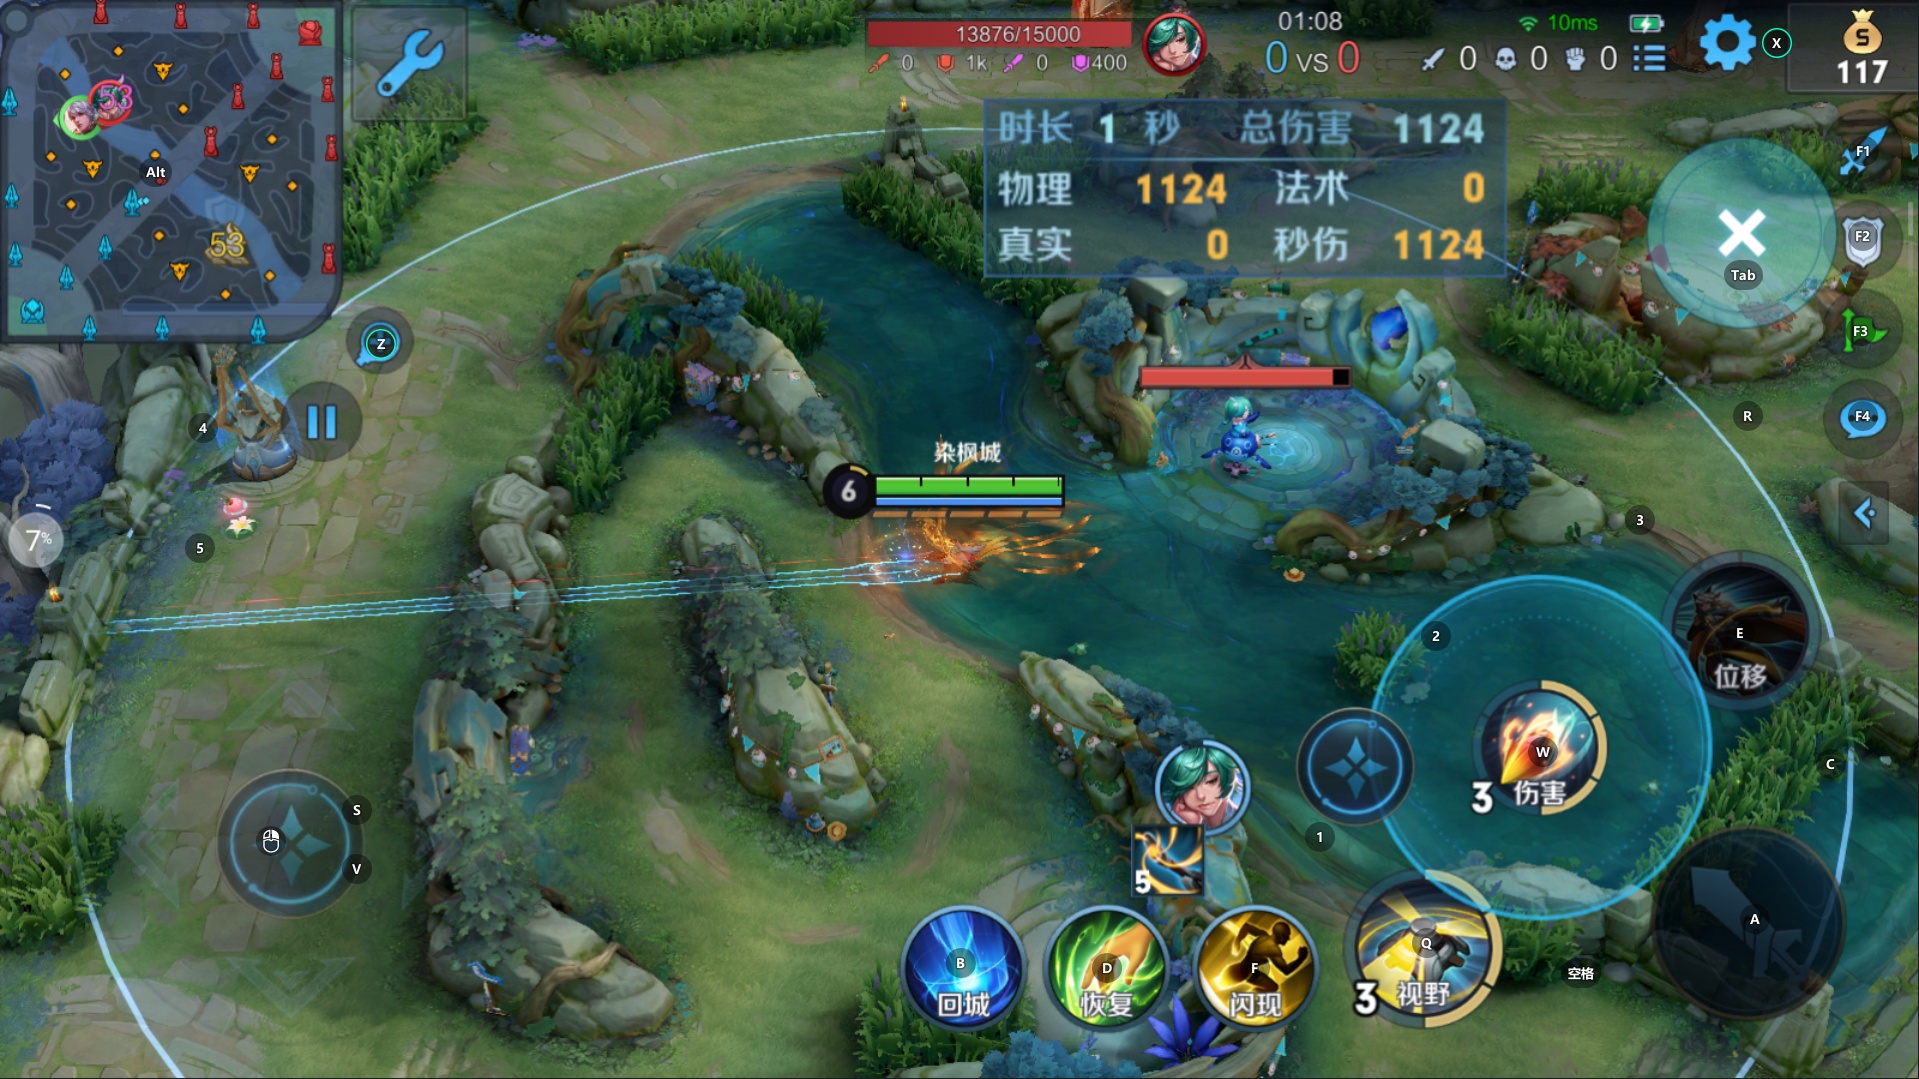 13876/15000
0 1k 0 400
01:08
0 VS 0
10ms
0 0 0
X
S
117
53
Alt
53
时长 1 秒 总伤害 1124
物理 1124 法术 0
真实 0 秒伤 1124
F1
Tab
F2
F3
Z
R
F4
4
染枫城
6
5
7%
3
2
E
位移
W
3 伤害
C
S
V
1
5
B
回城
D
恢复
F
闪现
Q
3 视野
空格
A